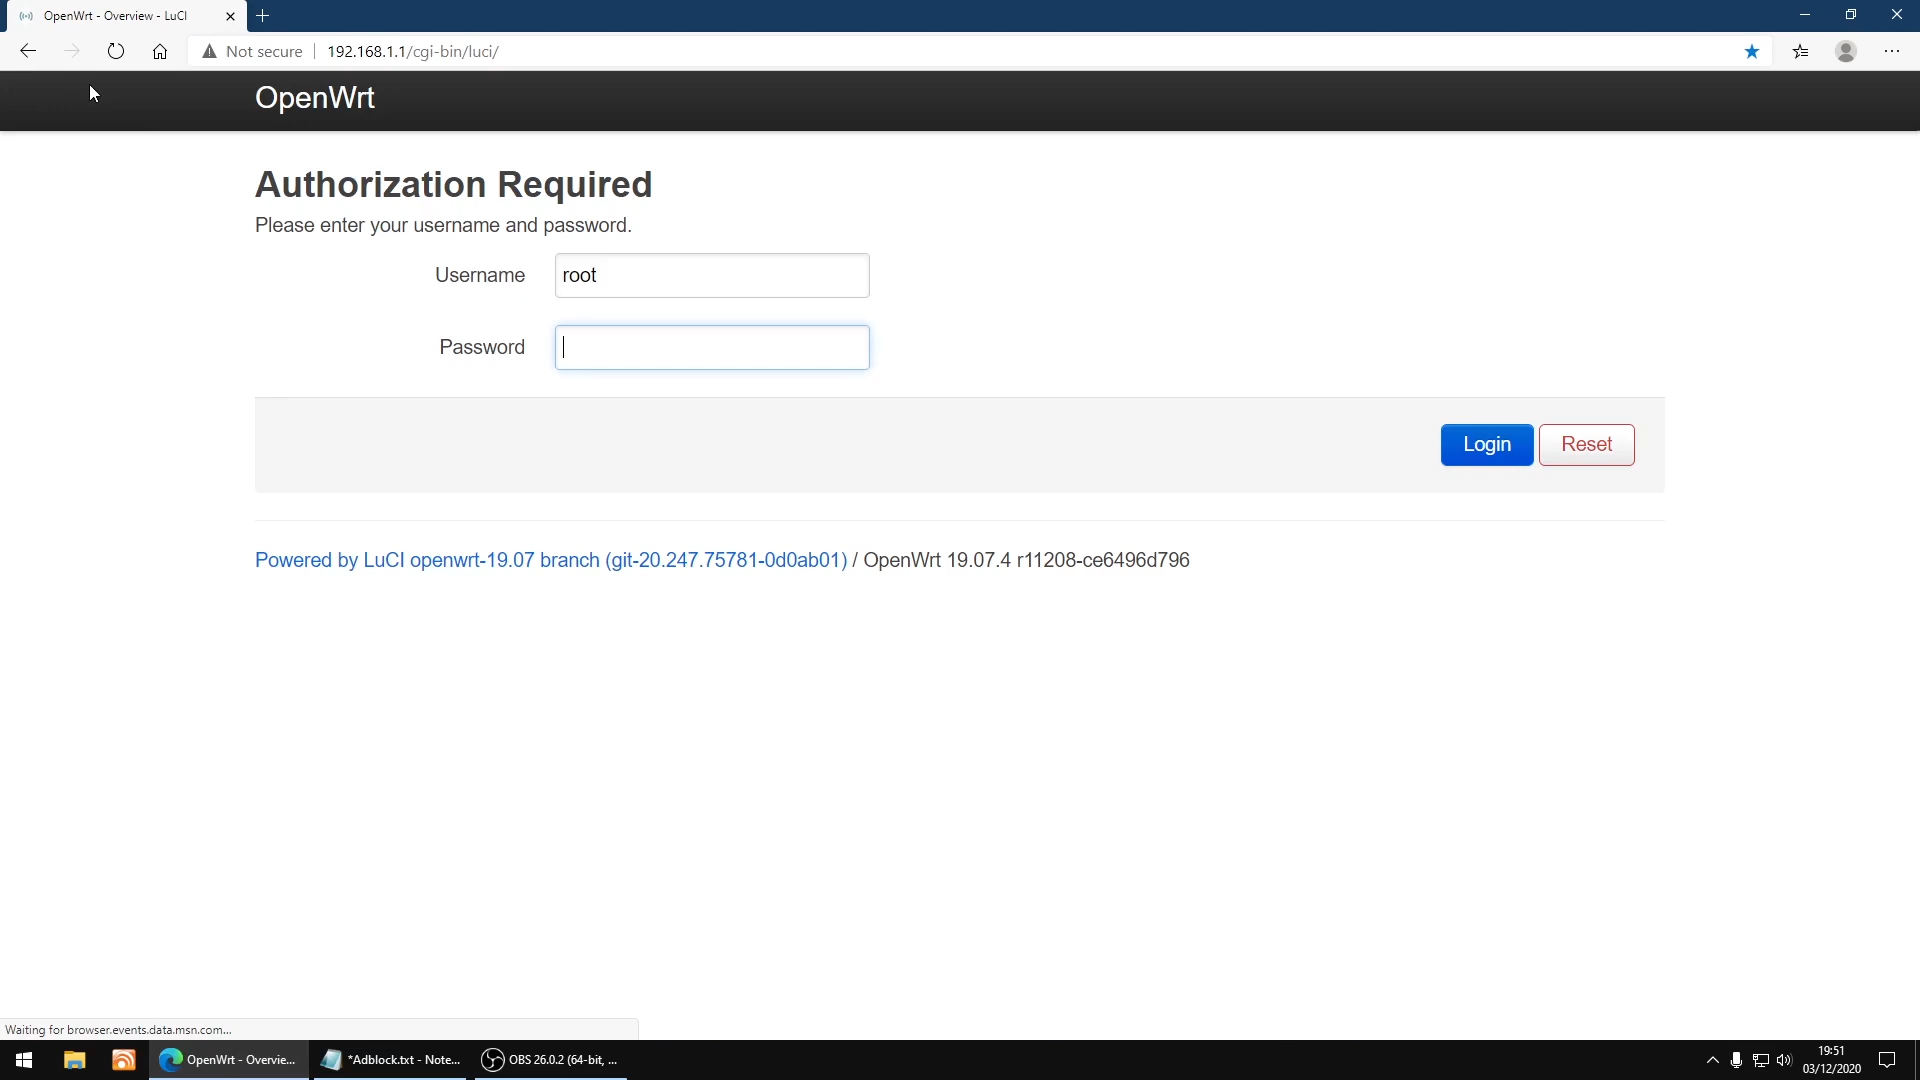 OpenWrt - Overview - LuCI
Not secure 192.168.1.1/cgi-bin/luci/
OpenWrt
Authorization Required
Please enter your username and password.
Username root
Password
Login Reset
Powered by LuCI openwrt-19.07 branch (git-20.247.75781-0d0ab01) / OpenWrt 19.07.4 r11208-ce6496d796
Waiting for browser.events.data.msn.com...
OpenWrt - Overvie... *Adblock.txt - Note... OBS 26.0.2 (64-bit, ... 19:51
03/12/2020